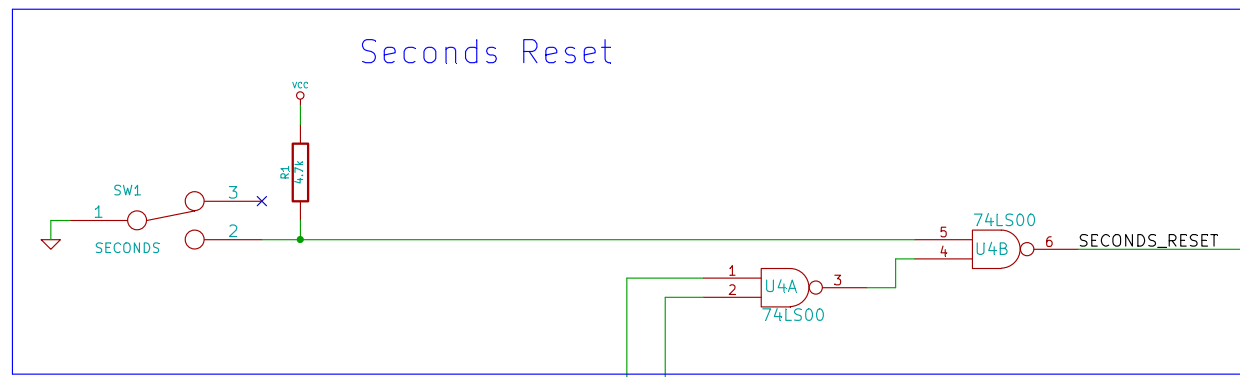 Seconds Reset
VCC
R1
4.7k
SW1
3
1
2
SECONDS
74LS00
5
U4B
6
SECONDS_RESET
4
1
U4A
3
2
74LS00